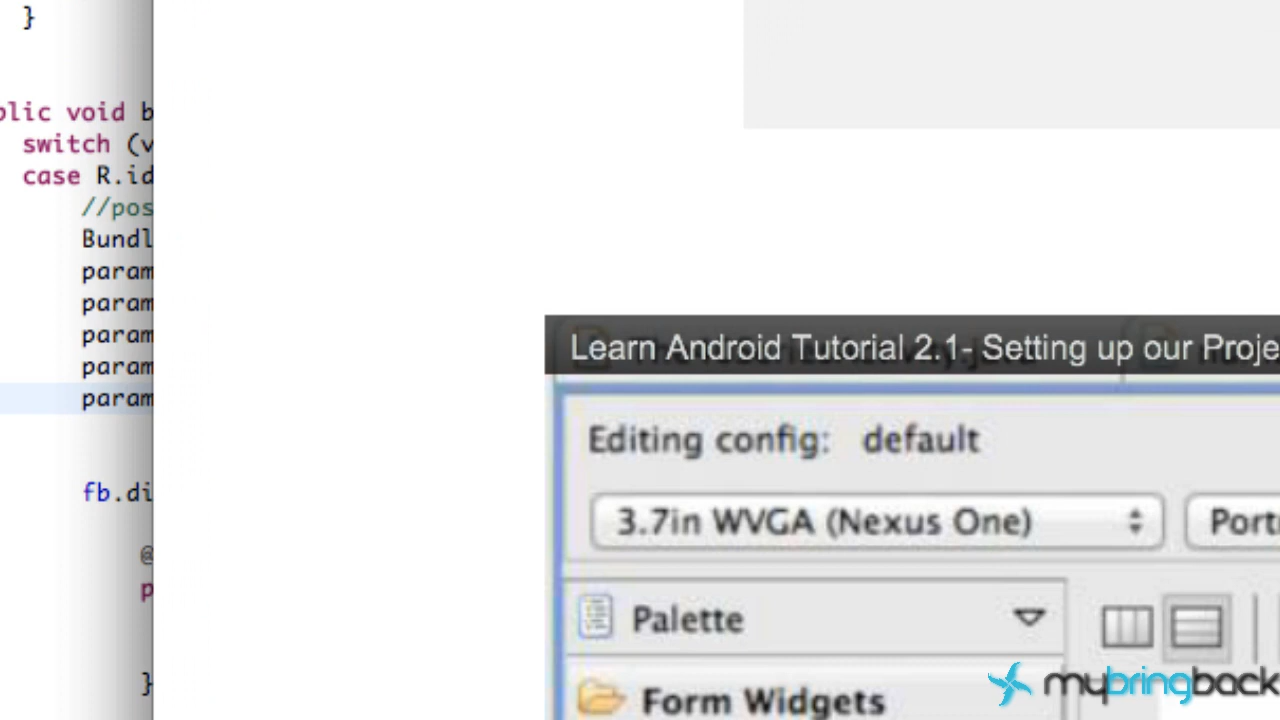 }
blic void b
switch (v
case R.id
//pos
Bundl
param
param
param
param
param
fb.di
@
p
}
Learn Android Tutorial 2.1- Setting up our Proje
Editing config: default
3.7in WVGA (Nexus One)
Port
Palette
Form Widgets
mybringback